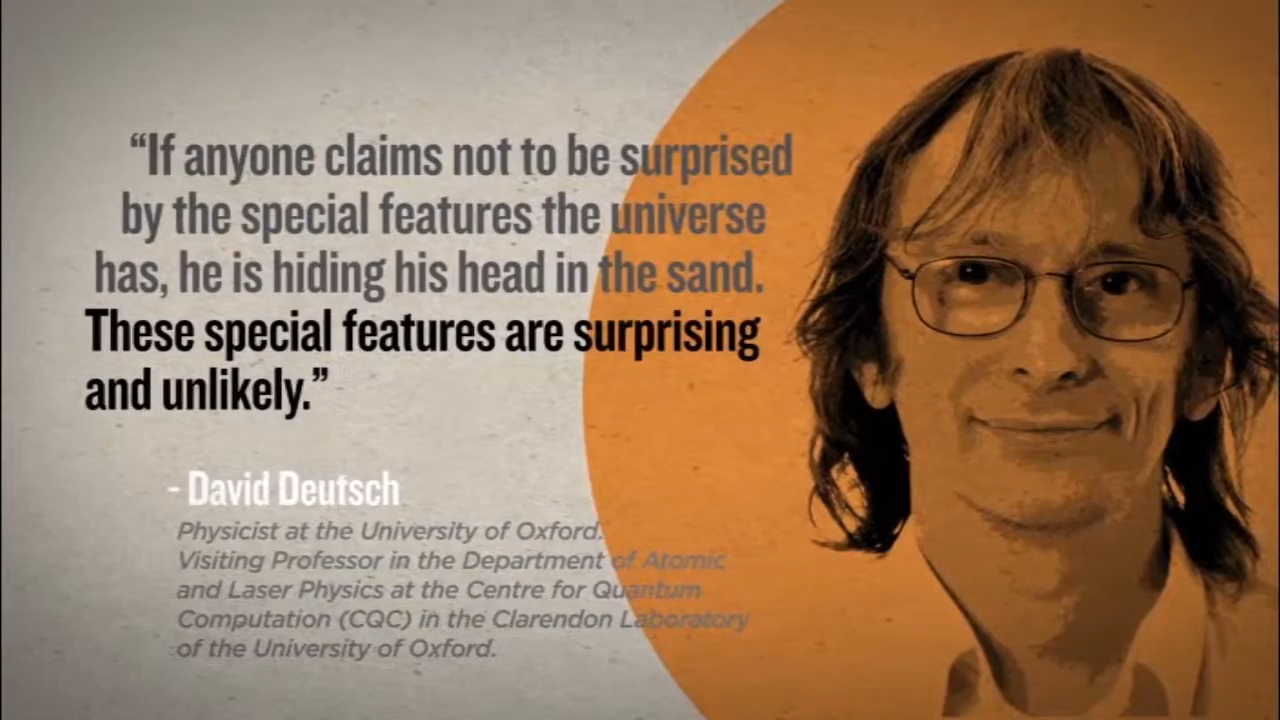 “If anyone claims not to be surprised
by the special features the universe
has, he is hiding his head in the sand.
These special features are surprising
and unlikely.”
- David Deutsch
Physicist at the University of Oxford.
Visiting Professor in the Department of Atomic
and Laser Physics at the Centre for Quantum
Computation (CQC) in the Clarendon Laboratory
of the University of Oxford.